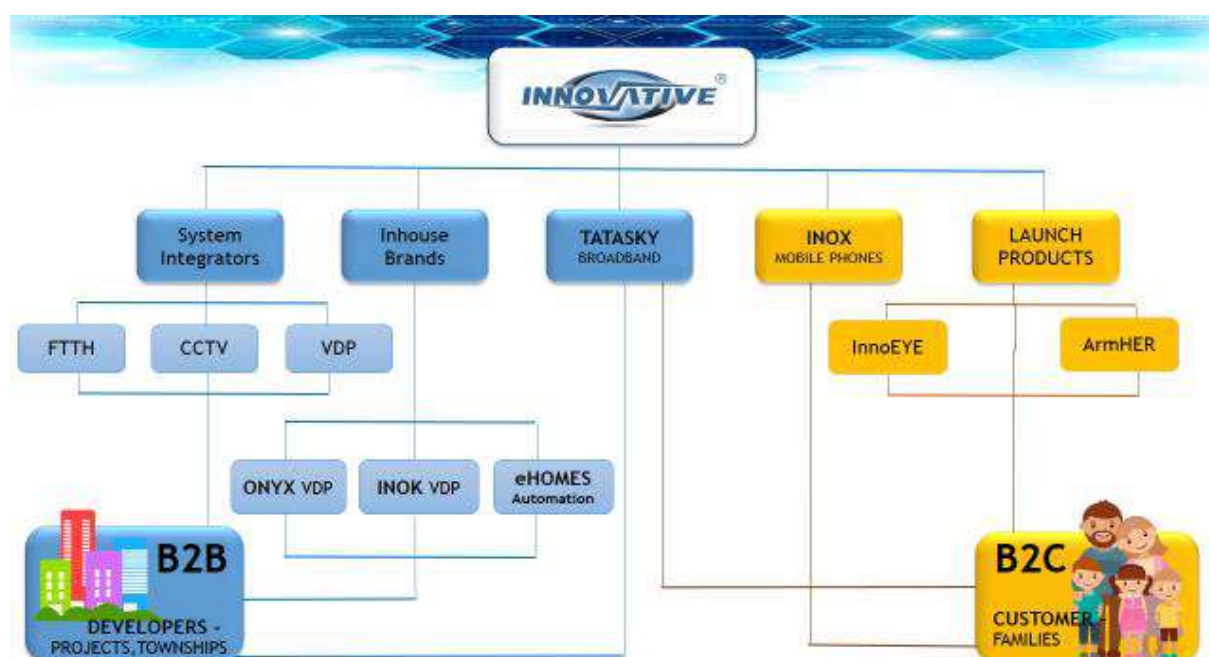 INNOVATIVE®
System
Integrators
Inhouse
Brands
TATASKY
BROADBAND
INOX
MOBILE PHONES
LAUNCH
PRODUCTS
FTTH
CCTV
VDP
InnoEYE
ArmHER
ONYX VDP
INOK VDP
eHOMES
Automation
B2B
DEVELOPERS -
PROJECTS,TOWNSHIPS
B2C
CUSTOMER -
FAMILIES